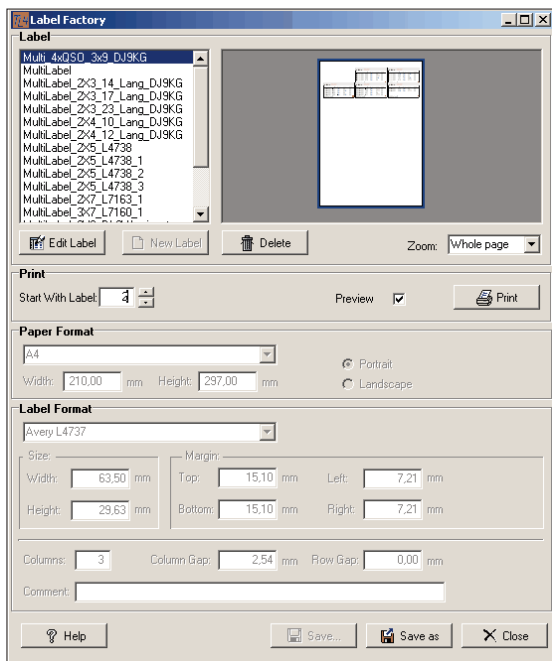 Label Factory
Label
Multi_4xQSO_3x9_DJ9KG
MultiLabel
MultiLabel_2X3_14_Lang_DJ9KG
MultiLabel_2X3_17_Lang_DJ9KG
MultiLabel_2X3_23_Lang_DJ9KG
MultiLabel_2X4_10_Lang_DJ9KG
MultiLabel_2X4_12_Lang_DJ9KG
MultiLabel_2X5_L4738
MultiLabel_2X5_L4738_1
MultiLabel_2X5_L4738_2
MultiLabel_2X5_L4738_3
MultiLabel_2X7_L7163_1
MultiLabel_3X7_L7160_1
Edit Label New Label Delete Zoom: Whole page
Print
Start With Label: 4 Preview Print
Paper Format
A4
Width: 210,00 mm Height: 297,00 mm
Portrait
Landscape
Label Format
Avery L4737
Size:
Width: 63,50 mm
Height: 29,63 mm
Margin:
Top: 15,10 mm Left: 7,21 mm
Bottom: 15,10 mm Right: 7,21 mm
Columns: 3 Column Gap: 2,54 mm Row Gap: 0,00 mm
Comment:
Help Save... Save as Close